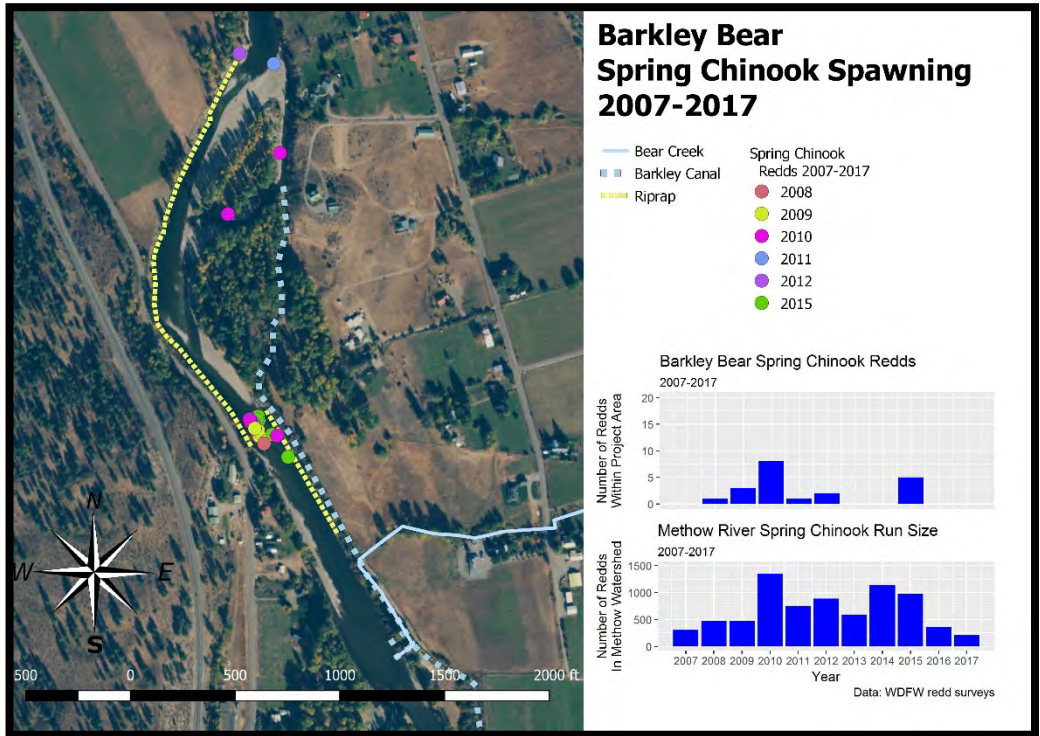 Barkley Bear
Spring Chinook Spawning
2007-2017
Bear Creek
Barkley Canal
Riprap
Spring Chinook
Redds 2007-2017
2008
2009
2010
2011
2012
2015
Barkley Bear Spring Chinook Redds
2007-2017
Number of Redds
Within Project Area
20
15
10
5
0
Methow River Spring Chinook Run Size
2007-2017
Number of Redds
In Methow Watershed
1500
1000
500
0
2007 2008 2009 2010 2011 2012 2013 2014 2015 2016 2017
Year
Data: WDFW redd surveys
N
W E
S
500 0 500 1000 1500 2000 ft